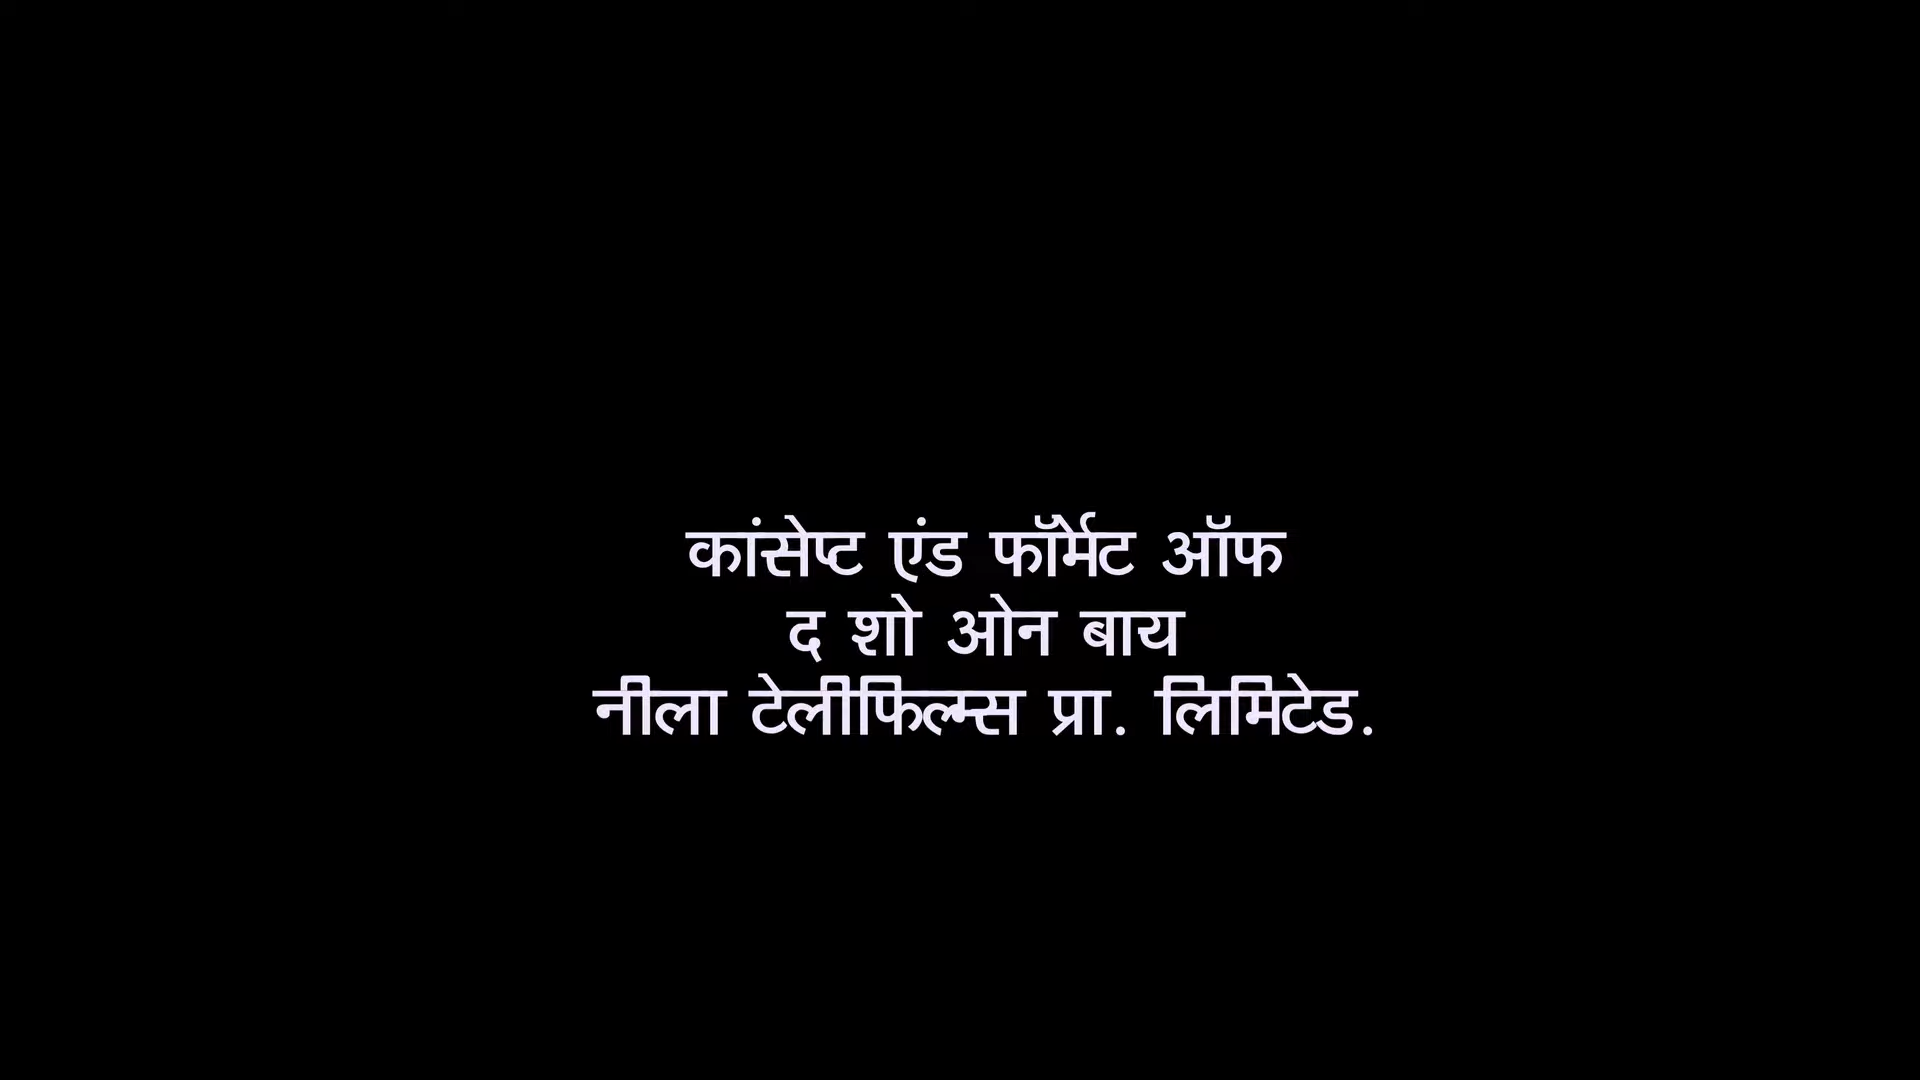 कांसेप्ट एंड फॉर्मेट ऑफ
द शो ओन बाय
नीला टेलीफिल्म्स प्रा. लिमिटेड.